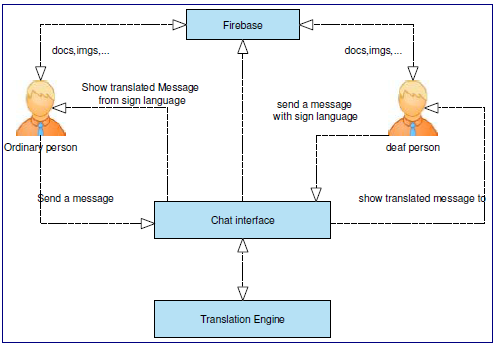 Firebase
docs,imgs,...
docs,imgs,...
Show translated Message
from sign language
send a message
with sign language
Ordinary person
deaf person
Send a message
show translated message to
Chat interface
Translation Engine